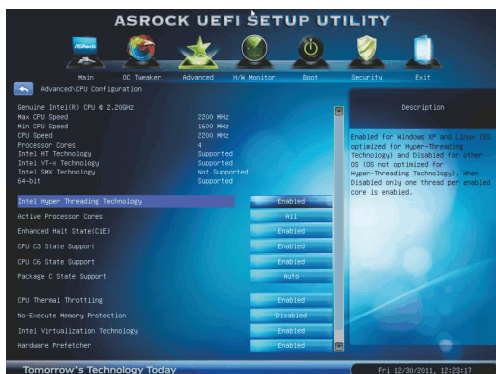 ASROCK UEFI SETUP UTILITY
ASRock
Main OC Tweaker Advanced H/W Monitor Boot Security Exit
Advanced\CPU Configuration
Description
Genuine Intel(R) CPU @ 2.20GHz
Max CPU Speed 2200 MHz
Min CPU Speed 1600 MHz
CPU Speed 2200 MHz
Processor Cores 4
Intel HT Technology Supported
Intel VT-x Technology Supported
Intel SMX Technology Not Supported
64-bit Supported
Intel Hyper Threading Technology Enabled
Active Processor Cores All
Enhanced Halt State(C1E) Enabled
CPU C3 State Support Enabled
CPU C6 State Support Enabled
Package C State Support Auto
CPU Thermal Throttling Enabled
No-Execute Memory Protection Disabled
Intel Virtualization Technology Enabled
Hardware Prefetcher Enabled
Enabled for Windows XP and Linux (OS
optimized for Hyper-Threading
Technology) and Disabled for other
OS (OS not optimized for
Hyper-Threading Technology). When
Disabled only one thread per enabled
core is enabled.
Tomorrow's Technology Today
Fri 12/30/2011, 12:23:17